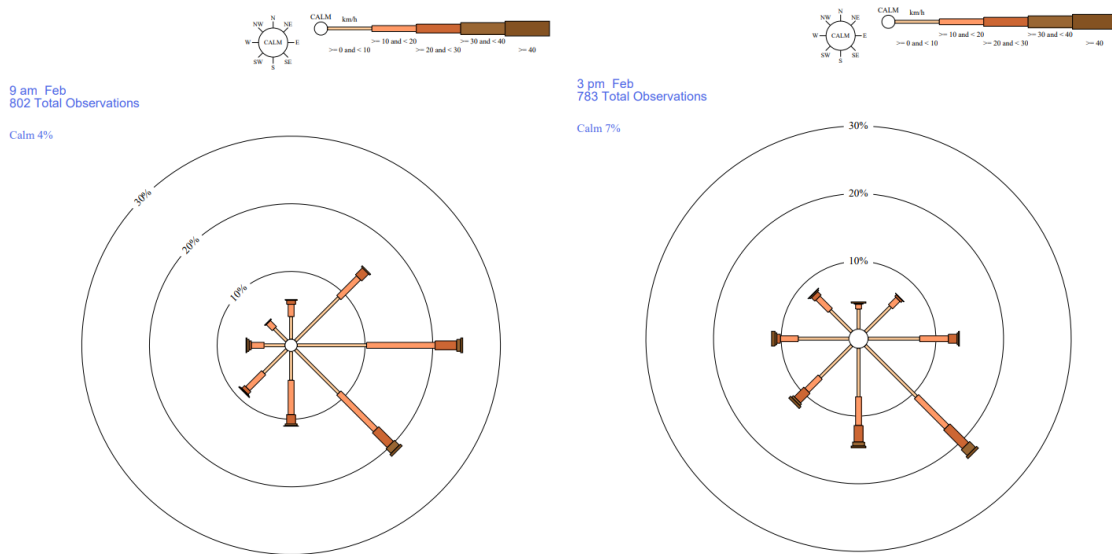 CALM km/h
N
NW NE
W CALM E
SW SE
S
>= 10 and < 20 >= 30 and < 40
>= 0 and < 10 >= 20 and < 30 >= 40
9 am Feb
802 Total Observations
Calm 4%
10%
20%
30%
CALM km/h
N
NW NE
W CALM E
SW SE
S
>= 10 and < 20 >= 30 and < 40
>= 0 and < 10 >= 20 and < 30 >= 40
3 pm Feb
783 Total Observations
Calm 7%
30%
20%
10%